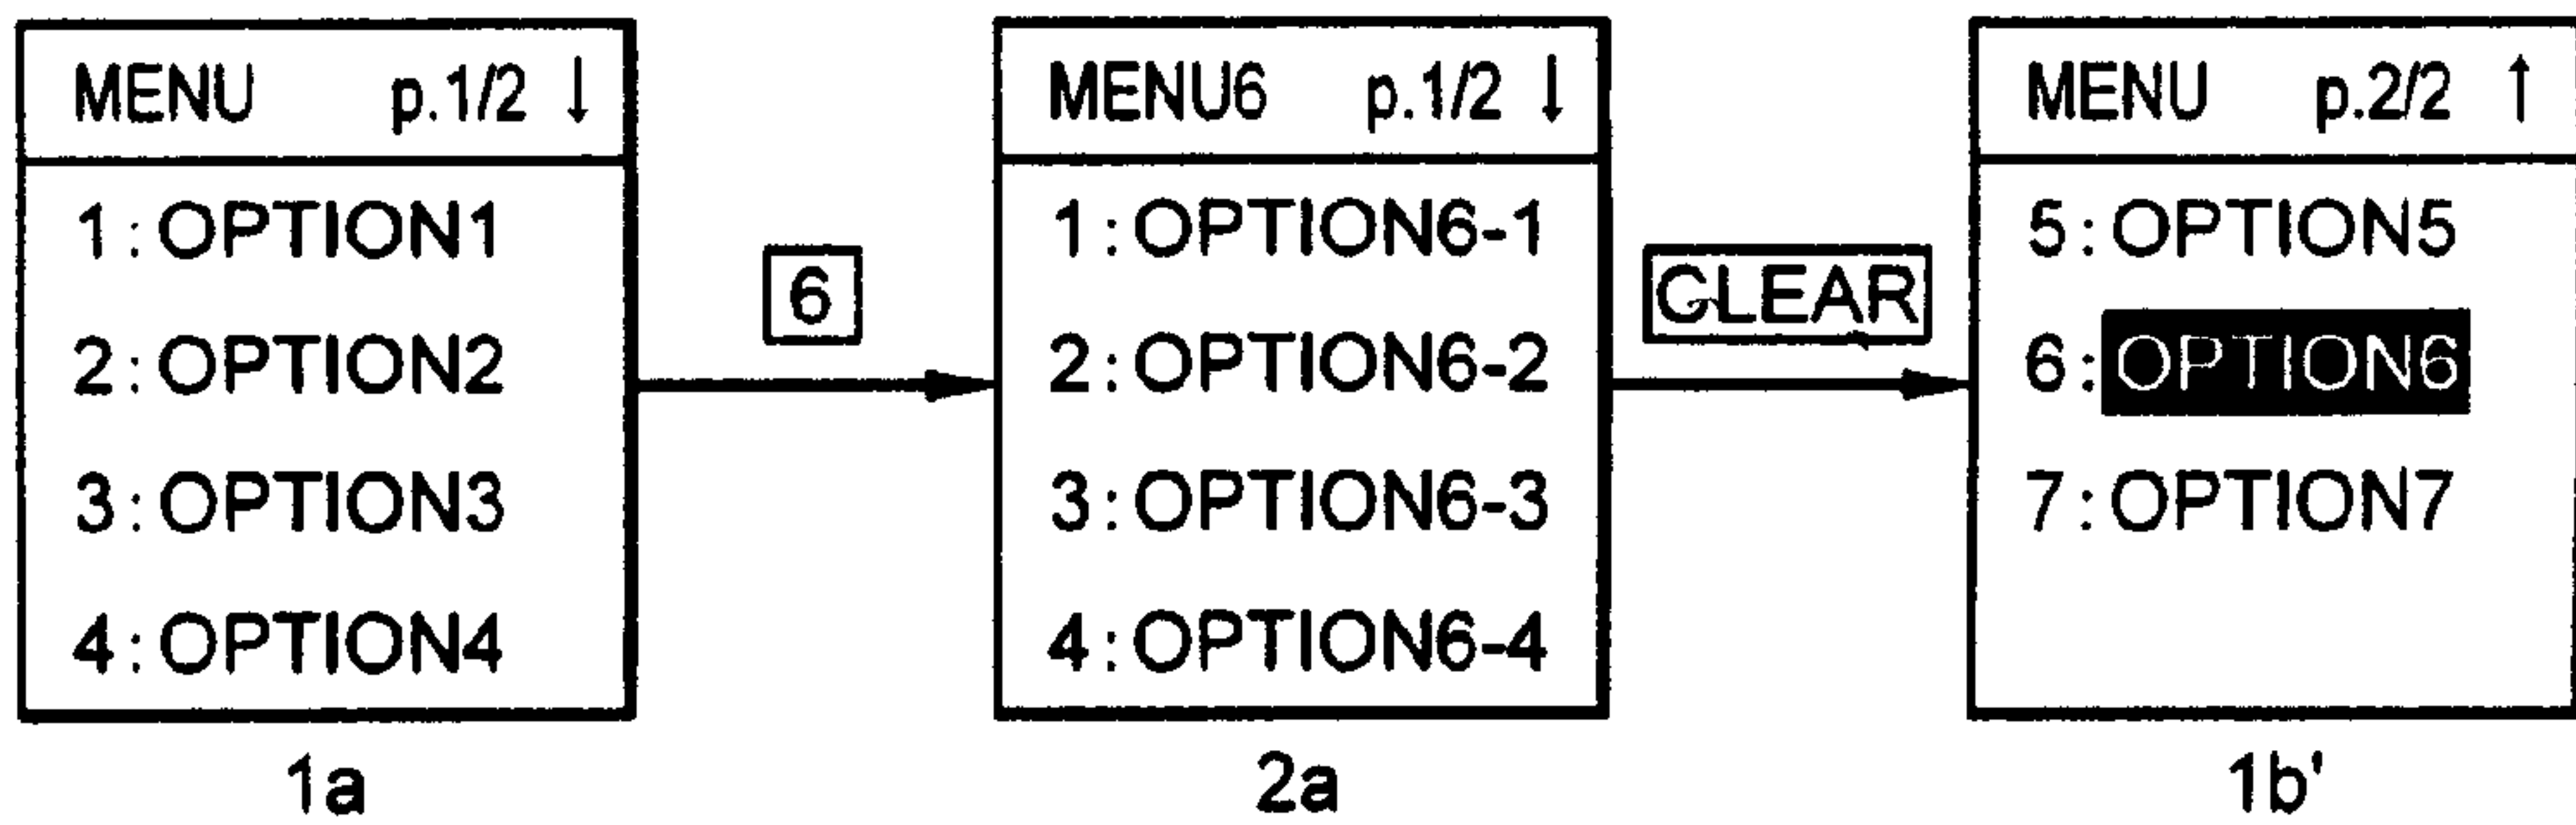 MENU p.1/2 ↓
1:OPTION1
2:OPTION2
3:OPTION3
4:OPTION4
1a
6
MENU6 p.1/2 ↓
1:OPTION6-1
2:OPTION6-2
3:OPTION6-3
4:OPTION6-4
2a
CLEAR
MENU p.2/2 ↑
5:OPTION5
6:OPTION6
7:OPTION7
1b'